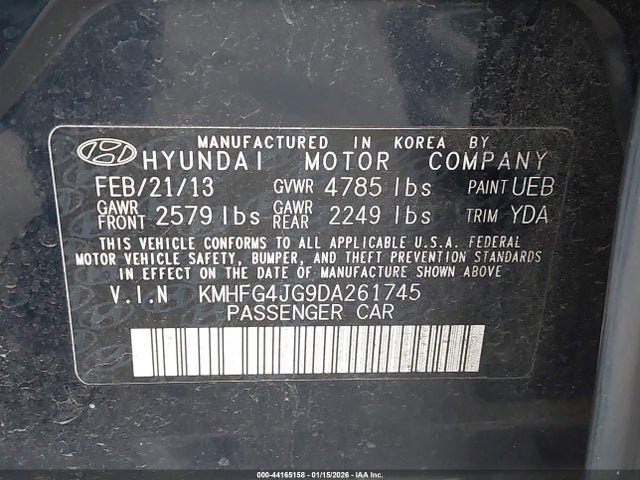 MANUFACTURED IN KOREA BY
HYUNDAI MOTOR COMPANY
FEB/21/13 GVWR 4785 lbs PAINT UEB
GAWR FRONT 2579 lbs GAWR REAR 2249 lbs TRIM YDA
THIS VEHICLE CONFORMS TO ALL APPLICABLE U.S.A. FEDERAL
MOTOR VEHICLE SAFETY, BUMPER, AND THEFT PREVENTION STANDARDS
IN EFFECT ON THE DATE OF MANUFACTURE SHOWN ABOVE
V.I.N KMHFG4JG9DA261745
PASSENGER CAR
000-44165158 - 01/15/2026 - IAA Inc.